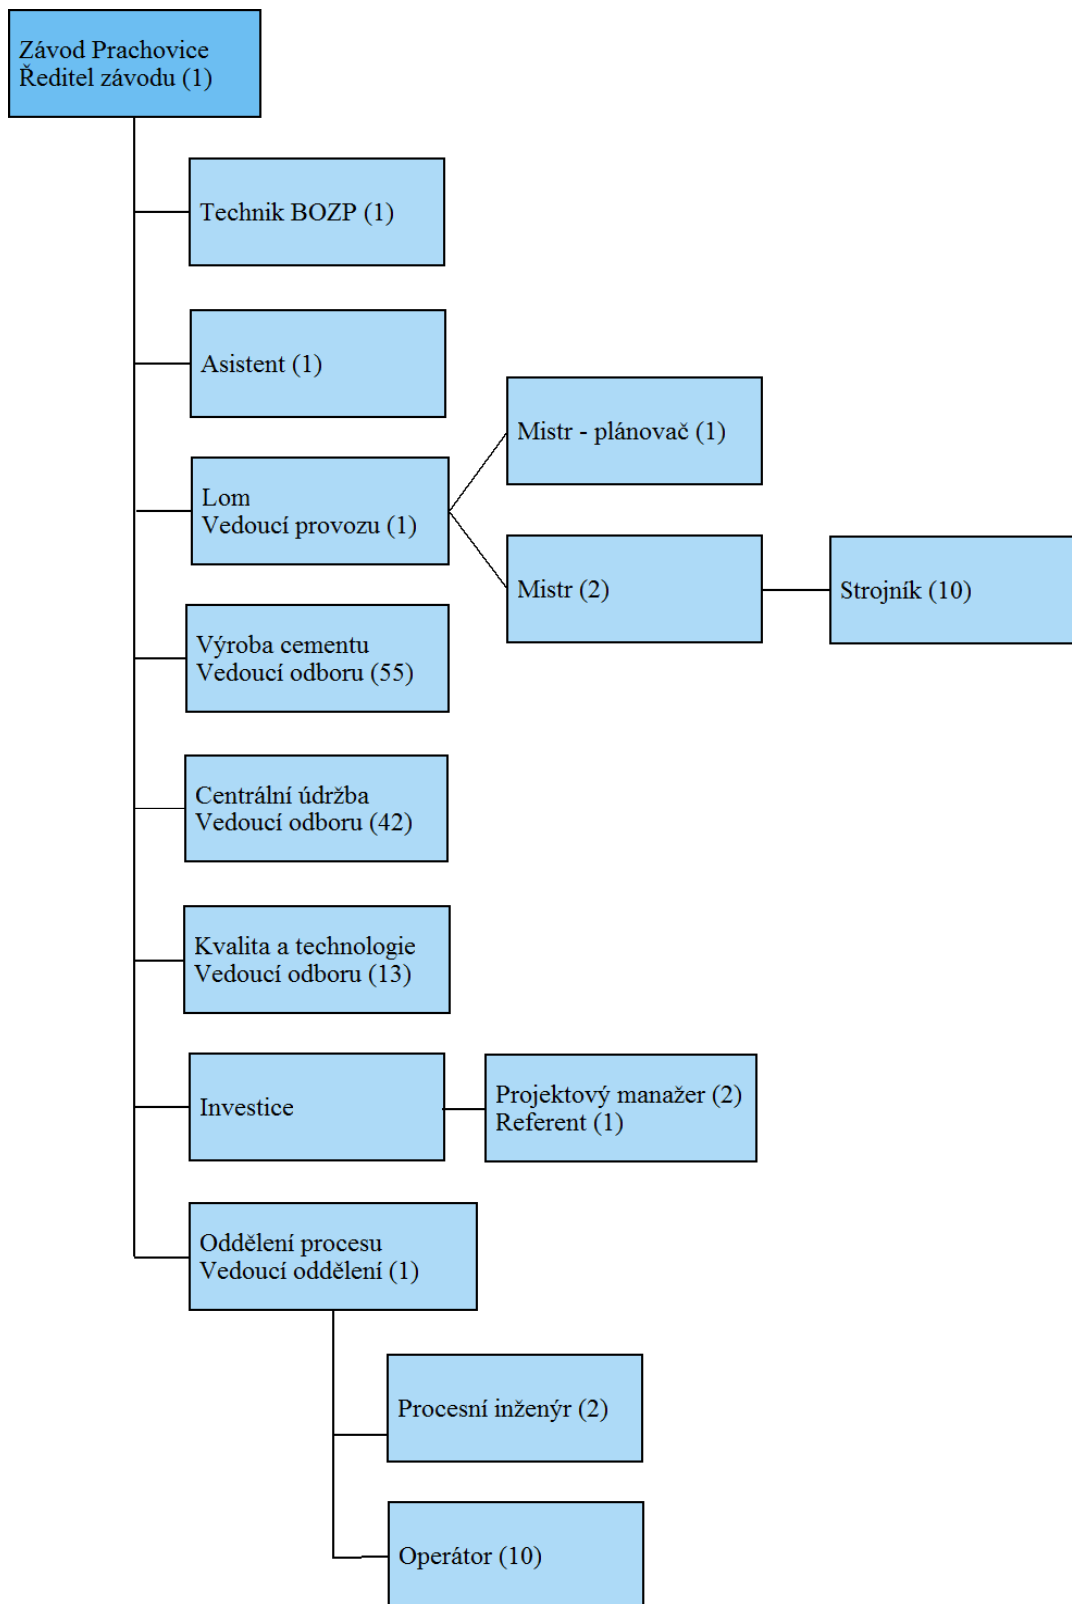 Závod Prachovice
Ředitel závodu (1)
Technik BOZP (1)
Asistent (1)
Mistr - plánovač (1)
Lom
Vedoucí provozu (1)
Mistr (2)
Strojník (10)
Výroba cementu
Vedoucí odboru (55)
Centrální údržba
Vedoucí odboru (42)
Kvalita a technologie
Vedoucí odboru (13)
Investice
Projektový manažer (2)
Referent (1)
Oddělení procesu
Vedoucí oddělení (1)
Procesní inženýr (2)
Operátor (10)